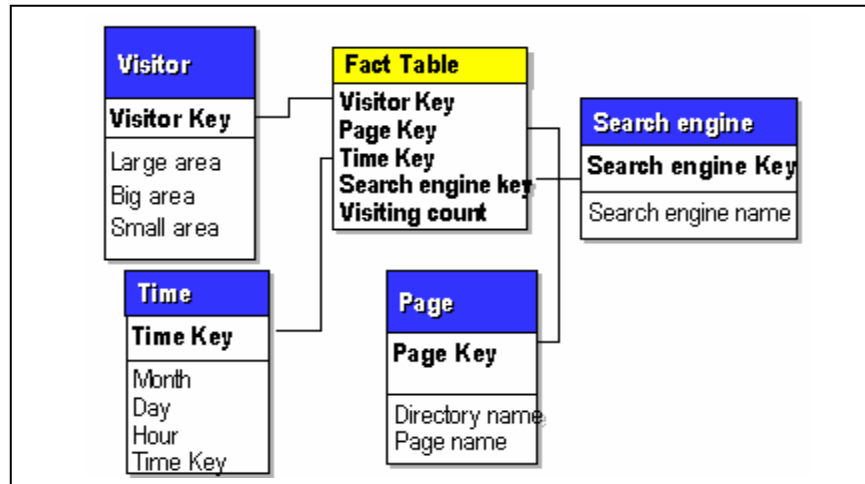 Visitor
Visitor Key
Large area
Big area
Small area
Fact Table
Visitor Key
Page Key
Time Key
Search engine key
Visiting count
Search engine
Search engine Key
Search engine name
Time
Time Key
Month
Day
Hour
Time Key
Page
Page Key
Directory name
Page name